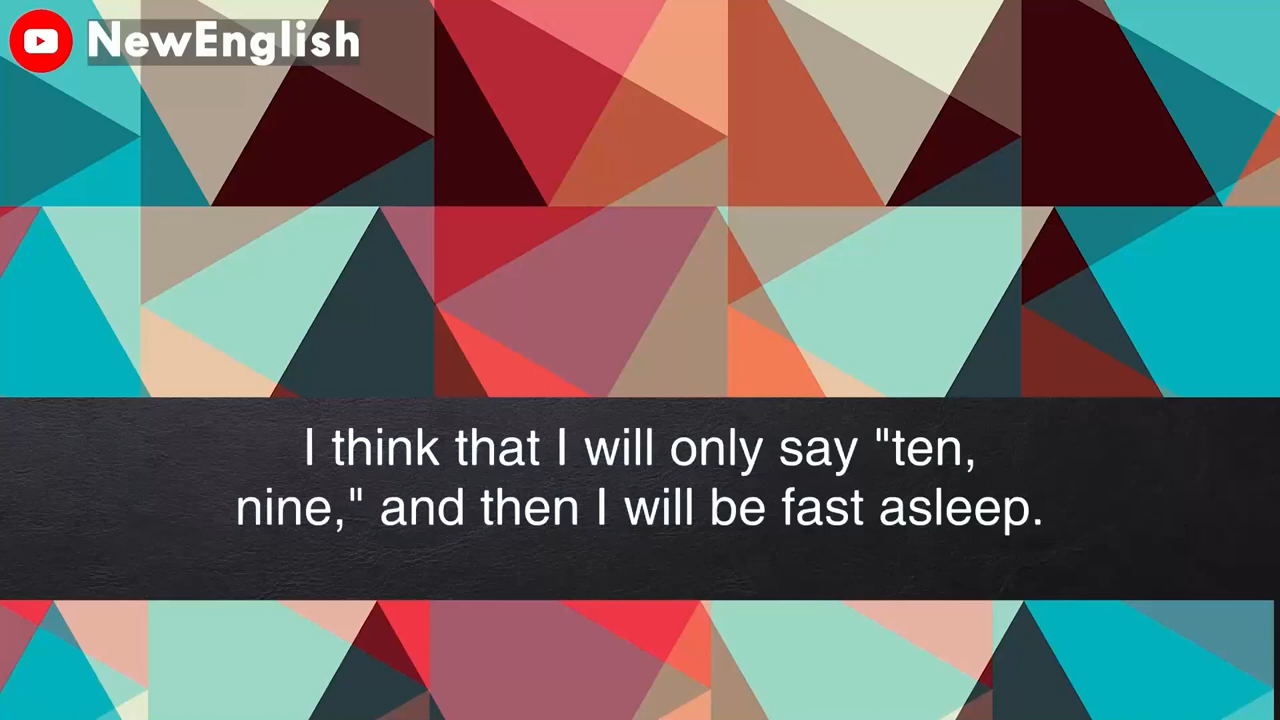 NewEnglish
I think that I will only say "ten,
nine," and then I will be fast asleep.